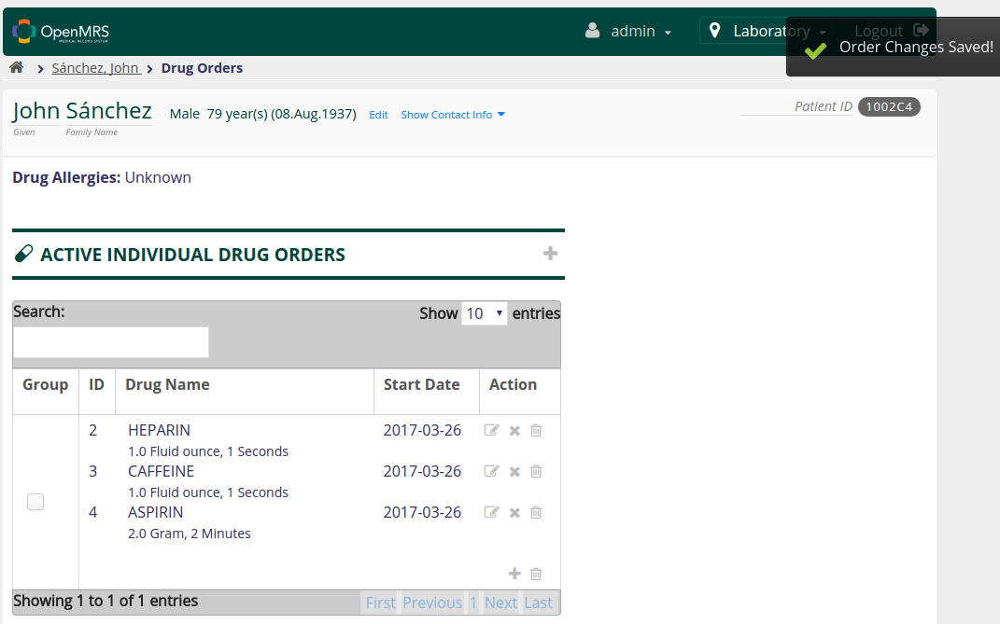 OpenMRS
MEDICAL RECORD SYSTEM
admin
Laboratory
Logout
Order Changes Saved!
Sánchez, John
Drug Orders
John Sánchez
Given
Family Name
Male 79 year(s) (08.Aug.1937)
Edit
Show Contact Info
Patient ID 1002C4
Drug Allergies: Unknown
ACTIVE INDIVIDUAL DRUG ORDERS
Search:
Show 10 entries
Group ID Drug Name Start Date Action
2 HEPARIN 2017-03-26
1.0 Fluid ounce, 1 Seconds
3 CAFFEINE 2017-03-26
1.0 Fluid ounce, 1 Seconds
4 ASPIRIN 2017-03-26
2.0 Gram, 2 Minutes
Showing 1 to 1 of 1 entries
First Previous 1 Next Last